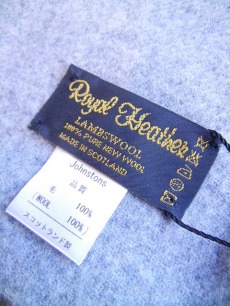 Royal Heather
LAMBSWOOL
100% PURE NEW WOOL
MADE IN SCOTLAND
Johnstons
品質
毛 100%
(WOOL 100%)
スコットランド製